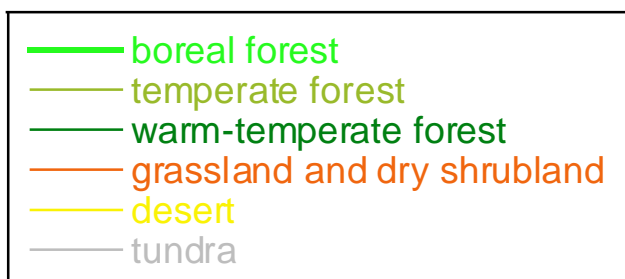 boreal forest
temperate forest
warm-temperate forest
grassland and dry shrubland
desert
tundra